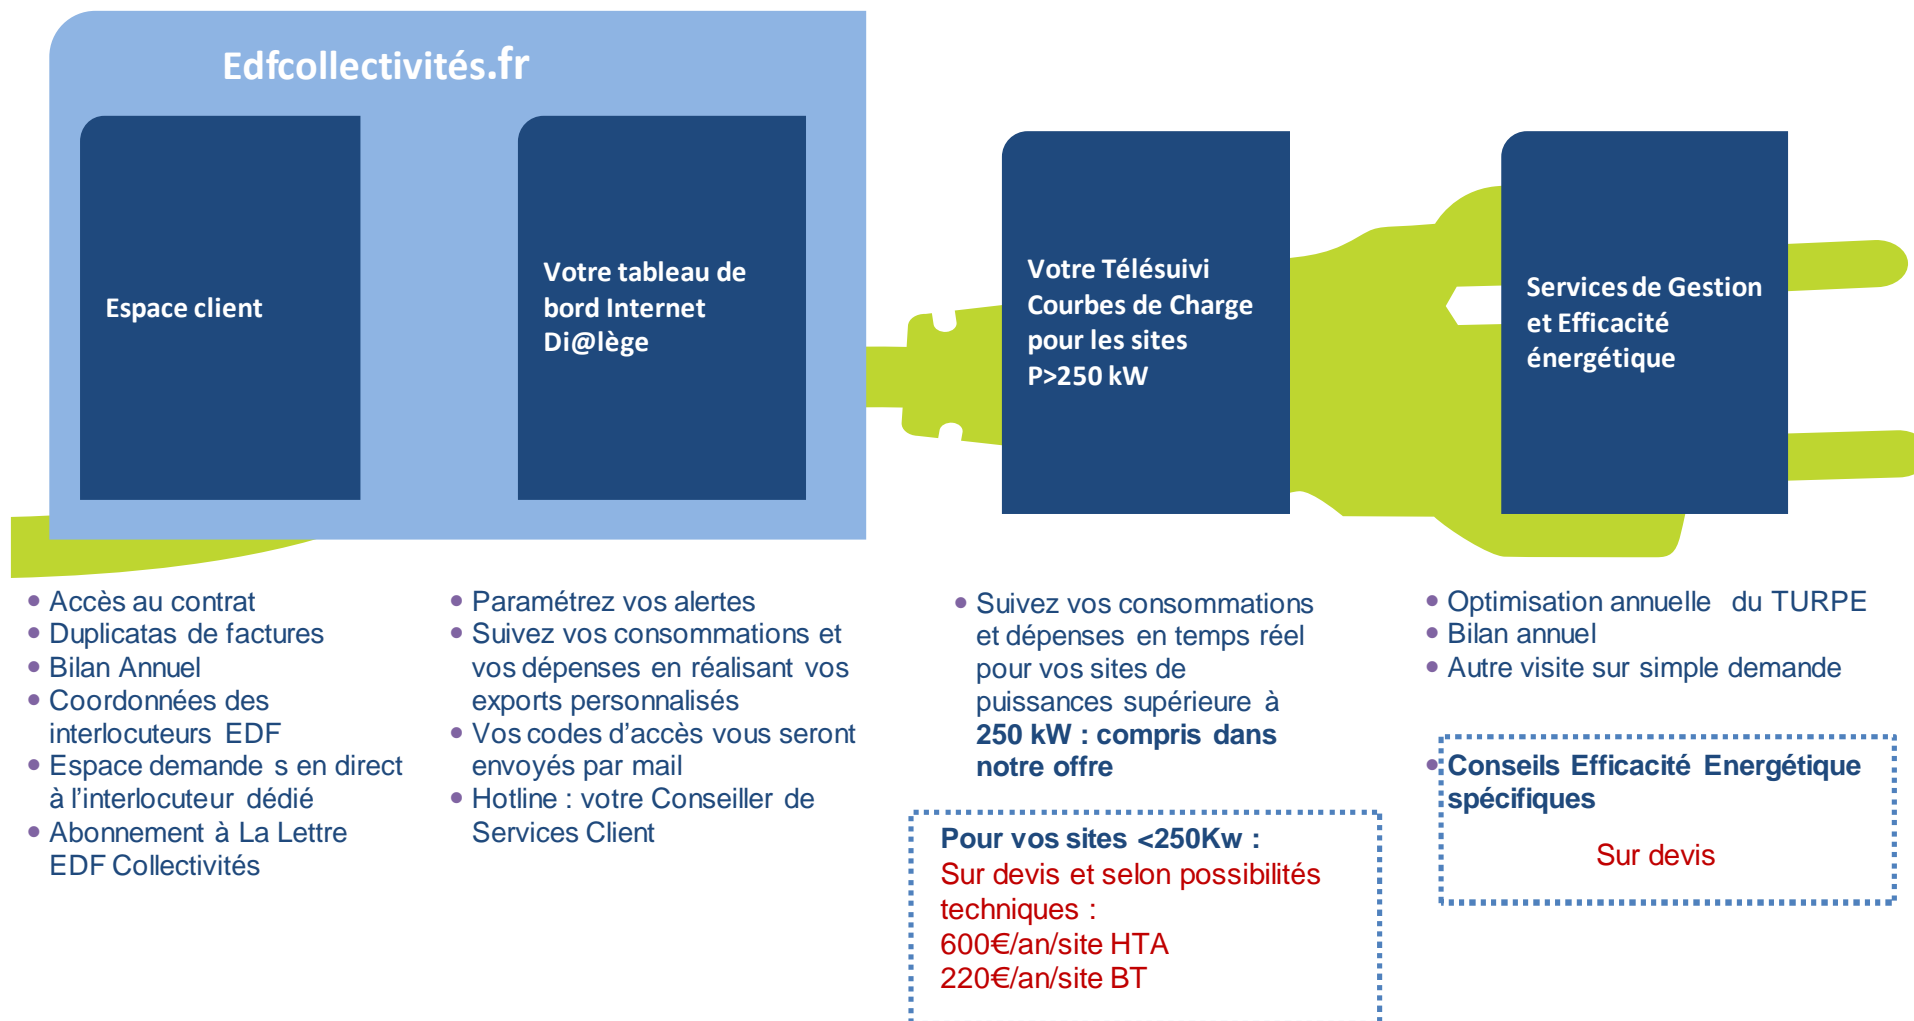 Edfcollectivités.fr
Espace client
Votre tableau de
bord Internet
Di@lège
Votre Télésuivi
Courbes de Charge
pour les sites
P>250 kW
Services de Gestion
et Efficacité
énergétique
• Accès au contrat
• Duplicatas de factures
• Bilan Annuel
• Coordonnées des
interlocuteurs EDF
• Espace demande s en direct
à l’interlocuteur dédié
• Abonnement à La Lettre
EDF Collectivités
• Paramétrez vos alertes
• Suivez vos consommations et
vos dépenses en réalisant vos
exports personnalisés
• Vos codes d’accès vous seront
envoyés par mail
• Hotline : votre Conseiller de
Services Client
• Suivez vos consommations
et dépenses en temps réel
pour vos sites de
puissances supérieure à
250 kW : compris dans
notre offre
Pour vos sites <250Kw :
Sur devis et selon possibilités
techniques :
600€/an/site HTA
220€/an/site BT
• Optimisation annuelle du TURPE
• Bilan annuel
• Autre visite sur simple demande
• Conseils Efficacité Energétique
spécifiques
Sur devis